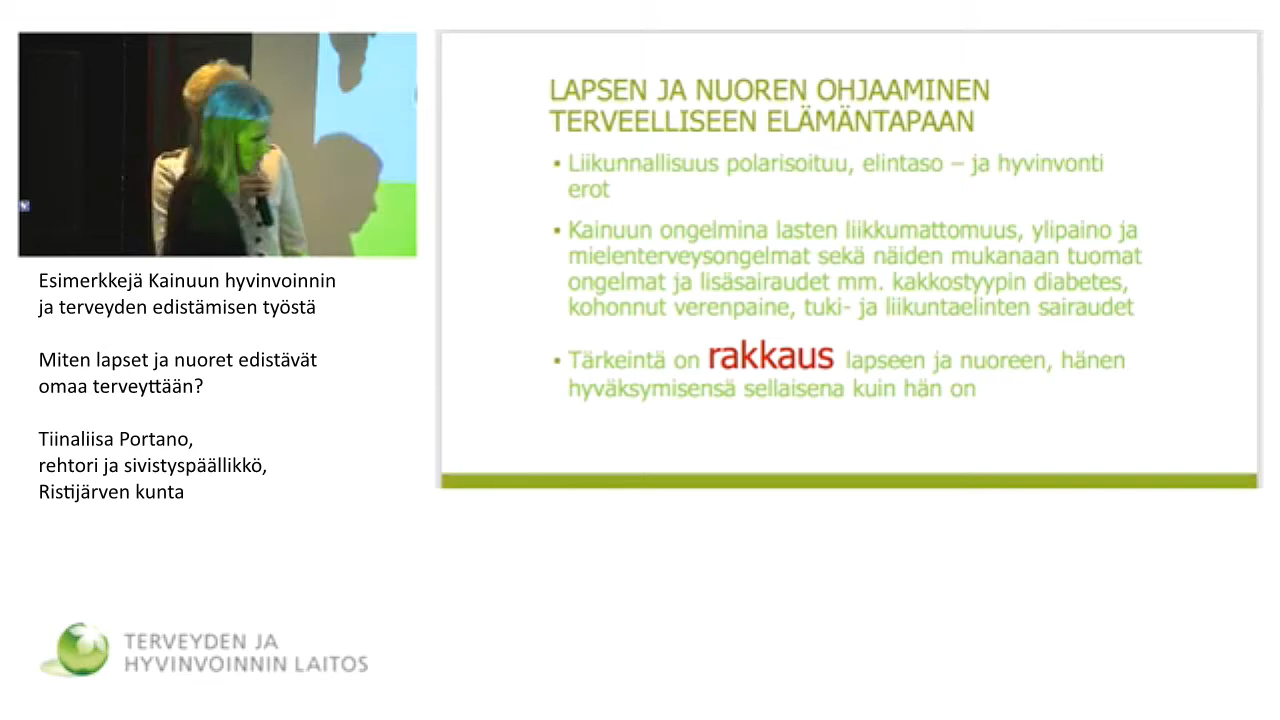 Esimerkkejä Kainuun hyvinvoinnin
ja terveyden edistämisen työstä
Miten lapset ja nuoret edistävät
omaa terveyttään?
Tiinaliisa Portano,
rehtori ja sivistyspäällikkö,
Ristijärven kunta
TERVEYDEN JA
HYVINVOINNIN LAITOS
LAPSEN JA NUOREN OHJAAMINEN
TERVEELLISEEN ELÄMÄNTAPAAN
▪ Liikunnallisuus polarisoituu, elintaso – ja hyvinvonti
erot
▪ Kainuun ongelmina lasten liikkumattomuus, ylipaino ja
mielenterveysongelmat sekä näiden mukanaan tuomat
ongelmat ja lisäsairaudet mm. kakkostyypin diabetes,
kohonnut verenpaine, tuki- ja liikuntaelinten sairaudet
▪ Tärkeintä on rakkaus lapseen ja nuoreen, hänen
hyväksymisensä sellaisena kuin hän on